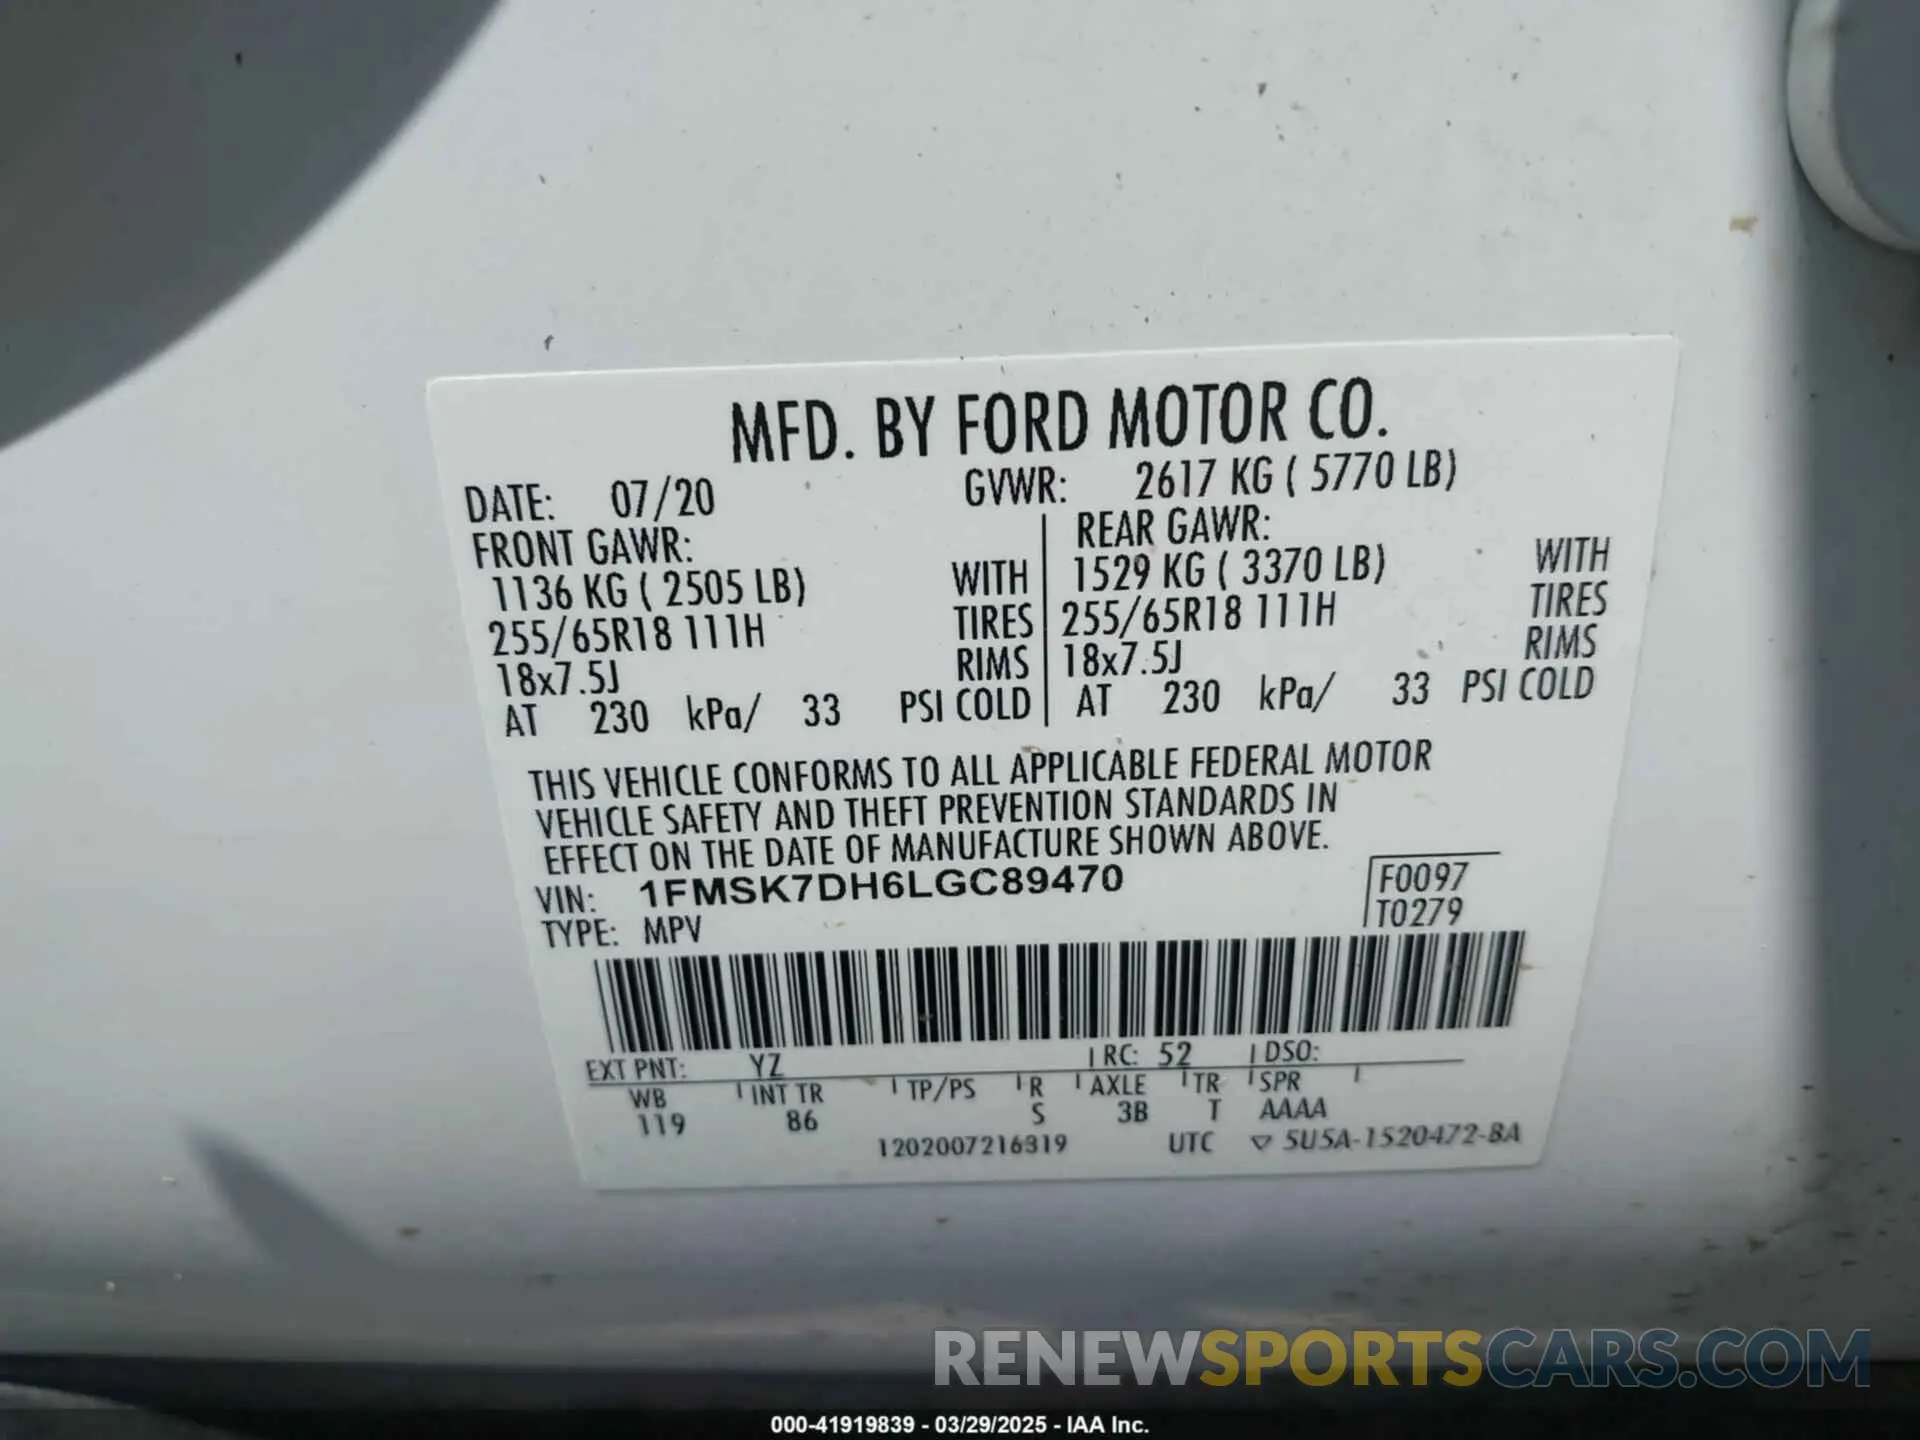 MFD. BY FORD MOTOR CO.
DATE: 07/20 GVWR: 2617 KG ( 5770 LB)
FRONT GAWR: REAR GAWR:
1136 KG ( 2505 LB) WITH 1529 KG ( 3370 LB) WITH
255/65R18 111H TIRES 255/65R18 111H TIRES
18x7.5J RIMS 18x7.5J RIMS
AT 230 kPa/ 33 PSI COLD AT 230 kPa/ 33 PSI COLD
THIS VEHICLE CONFORMS TO ALL APPLICABLE FEDERAL MOTOR
VEHICLE SAFETY AND THEFT PREVENTION STANDARDS IN
EFFECT ON THE DATE OF MANUFACTURE SHOWN ABOVE.
VIN: 1FMSK7DH6LGC89470 F0097
TYPE: MPV T0279
EXT PNT: YZ RC: 52 DSO:
WB INT TR TP/PS R AXLE TR SPR
119 86 S 3B T AAAA
1202007216319 UTC ▽ 5U5A-1520472-BA
RENEWSPORTSCARS.COM
000-41919839 - 03/29/2025 - IAA Inc.